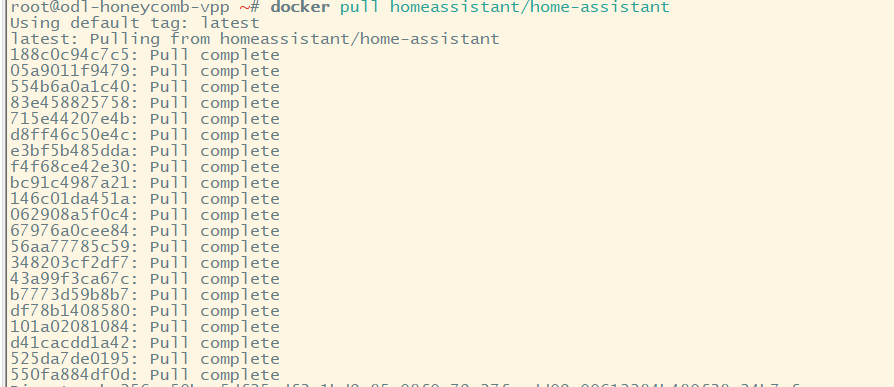 root@odl-honeycomb-vpp ~# docker pull homeassistant/home-assistant
Using default tag: latest
latest: Pulling from homeassistant/home-assistant
188c0c94c7c5: Pull complete
05a9011f9479: Pull complete
554b6a0a1c40: Pull complete
83e458825758: Pull complete
715e44207e4b: Pull complete
d8ff46c50e4c: Pull complete
e3bf5b485dda: Pull complete
f4f68ce42e30: Pull complete
bc91c4987a21: Pull complete
146c01da451a: Pull complete
062908a5f0c4: Pull complete
67976a0cee84: Pull complete
56aa77785c59: Pull complete
348203cf2df7: Pull complete
43a99f3ca67c: Pull complete
b7773d59b8b7: Pull complete
df78b1408580: Pull complete
101a02081084: Pull complete
d41cacdd1a42: Pull complete
525da7de0195: Pull complete
550fa884df0d: Pull complete